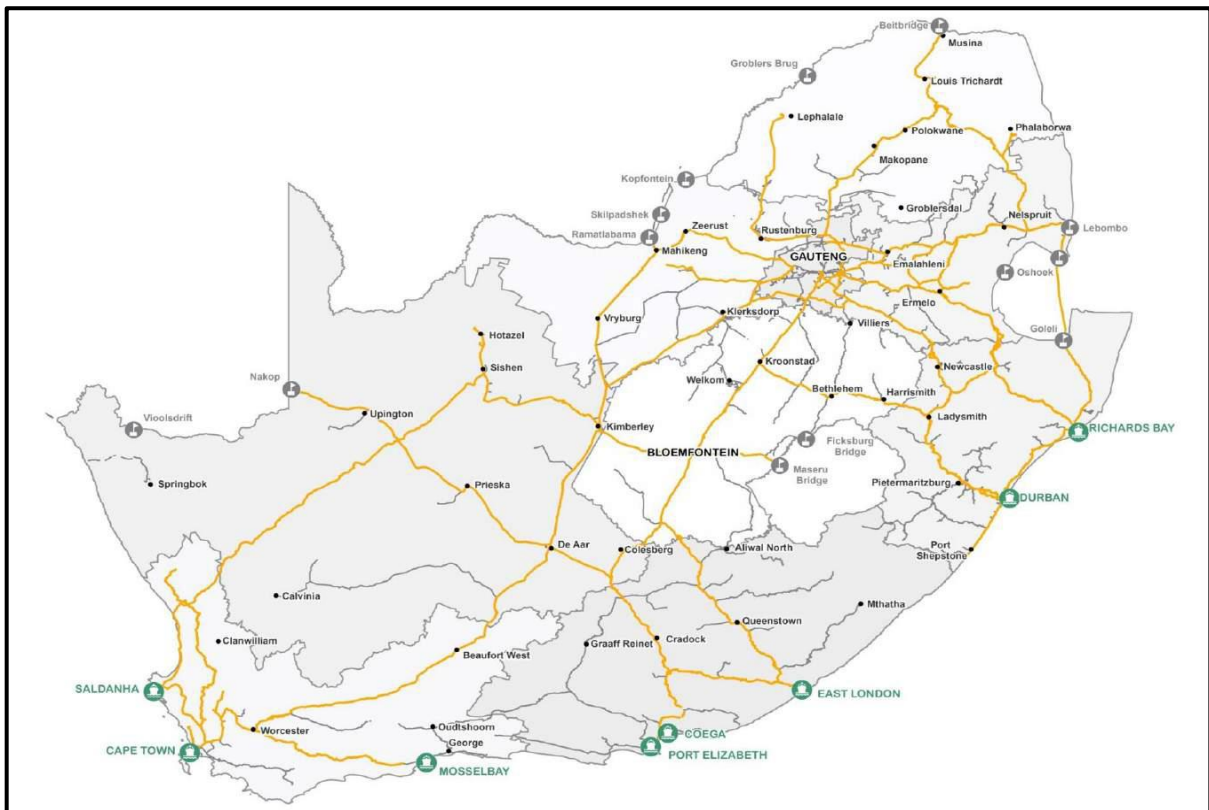 Beitbridge
Musina
Groblers Brug
Louis Trichardt
Lephalale
Polokwane
Phalaborwa
Makopane
Kopfontein
Groblersdal
Skilpadshek
Zeerust
Rustenburg
Nelspruit
Lebombo
Ramatlabama
Mahikeng
GAUTENG
Emalahleni
Oshoek
Ermelo
Klerksdorp
Vryburg
Villiers
Goleli
Hotazel
Kroonstad
Newcastle
Sishen
Welkom
Bethlehem
Harrismith
Nakop
Upington
Ladysmith
Kimberley
RICHARDS BAY
Vioolsdrift
BLOEMFONTEIN
Ficksburg
Bridge
Maseru
Bridge
Springbok
Prieska
Pietermaritzburg
DURBAN
De Aar
Colesberg
Aliwal North
Port
Shepstone
Calvinia
Mthatha
Queenstown
Clanwilliam
Graaff Reinet
Cradock
Beaufort West
SALDANHA
EAST LONDON
Worcester
Oudtshoorn
COEGA
George
CAPE TOWN
PORT ELIZABETH
MOSSELBAY